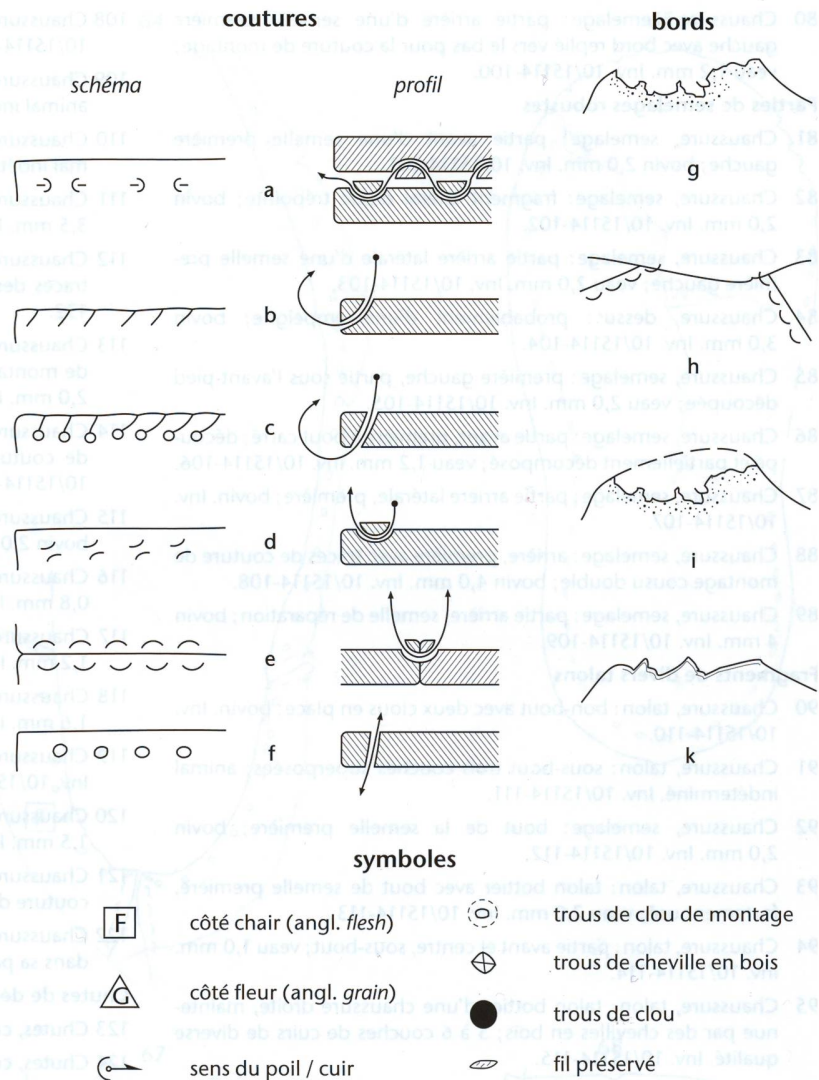 coutures
bords
schéma
profil
a
g
b
h
c
d
i
e
f
k
symboles
F
côté chair (angl. flesh)
trous de clou de montage
trous de cheville en bois
G
côté fleur (angl. grain)
trous de clou
sens du poil / cuir
fil préservé